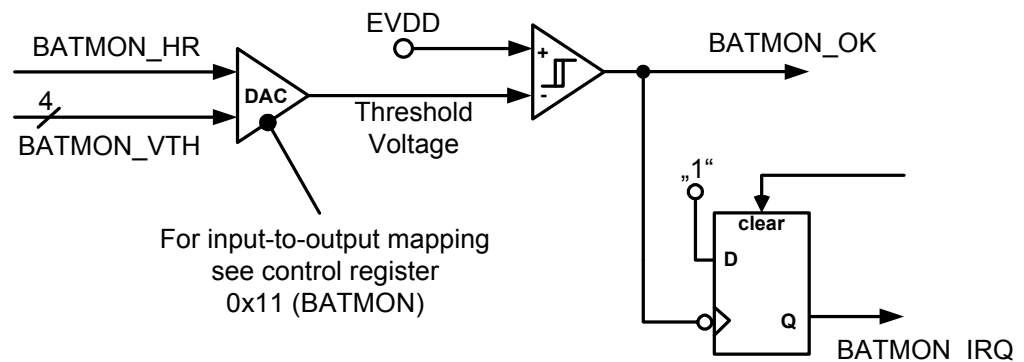 EVDD
BATMON_HR
BATMON_OK
+
DAC
-
4
Threshold
Voltage
BATMON_VTH
„1“
clear
For input-to-output mapping
see control register
0x11 (BATMON)
D
Q
BATMON_IRQ